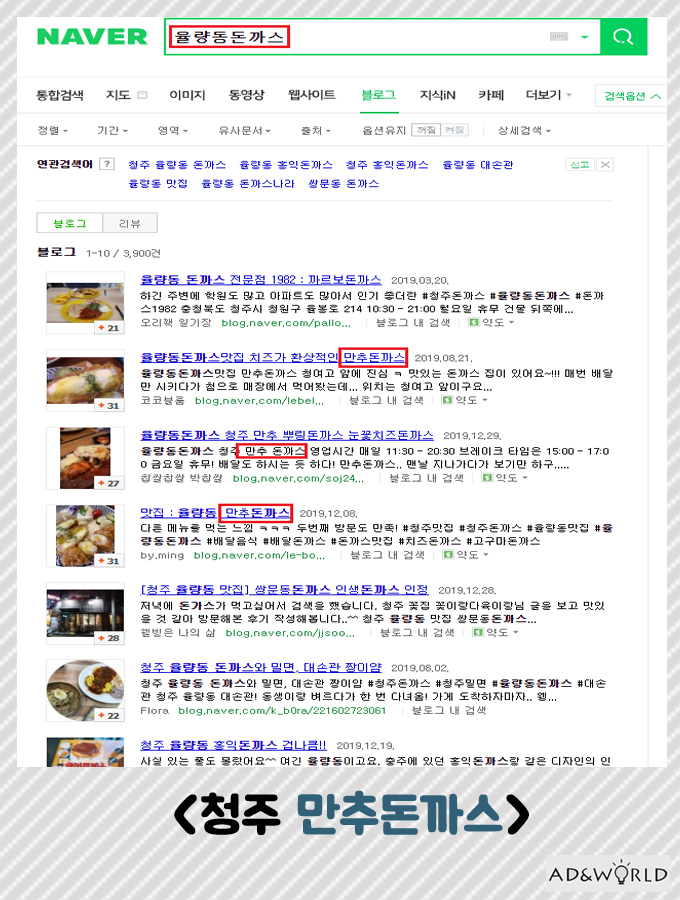 NAVER 율량동돈까스
통합검색 지도 이미지 동영상 웹사이트 블로그 지식iN 카페 더보기 검색옵션
정렬 기간 영역 유사문서 출처 옵션유지 꺼짐 켜짐 상세검색
연관검색어 ? 청주 율량동 돈까스 율량동 홍익돈까스 청주 홍익돈까스 율량동 대손관 신고
율량동 맛집 율량동 돈까스나라 쌍문동 돈까스
블로그 리뷰
블로그 1-10 / 3,900건
율량동 돈까스 전문점 1982 : 까르보돈까스 2019.03.20.
하긴 주변에 학원도 많고 아파트도 많아서 인기 좋더란 #청주돈까스 #율량동돈까스 #돈까
스1982 충청북도 청주시 청원구 율봉로 214 10:30 - 21:00 월요일 휴무 건물 뒤쪽에...
+ 21
오리꽥 일기장 blog.naver.com/pallo... 블로그 내 검색 약도
율량동돈까스맛집 치즈가 환상적인 만추돈까스 2019.08.21.
율량동돈까스맛집 만추돈까스 청여고 앞에 진심 ㄱ 맛있는 돈까스 집이 있어요~!!! 매번 배달
만 시키다가 첨으로 매장에서 먹어봤는데... 위치는 청여고 앞이구요...
+ 31
코코블룸 blog.naver.com/lebel... 블로그 내 검색 약도
율량동돈까스 청주 만추 뿌링돈까스 눈꽃치즈돈까스 2019.12.29.
율량동돈까스 청주 만추 돈까스 영업시간 매일 11:30 - 20:30 브레이크 타임은 15:00 - 17:0
0 금요일 휴무! 배달도 하시는 듯 하다! 만추돈까스.. 맨날 지나가다가 보기만 하구.....
+ 27
찹쌀찹쌀 박찹쌀 blog.naver.com/soj24... 블로그 내 검색 약도
맛집 : 율량동 만추돈까스 2019.12.08.
다른 메뉴을 먹는 느낌 ㅋㅋㅋ 두번째 방문도 만족! #청주맛집 #청주돈까스 #율량동맛집 #율
량동돈까스 #배달음식 #배달돈까스 #돈까스맛집 #치즈돈까스 #고구마돈까스
+ 31
by.ming blog.naver.com/le-bo... 블로그 내 검색 약도
[청주 율량동 맛집] 쌍문동돈까스 인생돈까스 인정 2019.12.28.
저녁에 돈가스가 먹고싶어서 검색을 했습니다. 청주 꽃집 꽃이랑다육이랑님 글을 보고 맛있
을 것 같아 방문해본 후기 작성해봅니다..^^ 청주 율량동 맛집 쌍문동돈까스...
+ 28
햄빙은 나의 삶 blog.naver.com/jjsoo... 블로그 내 검색 약도
청주 율량동 돈까스와 밀면, 대손관 짱이얌 2019.08.02.
청주 율량동 돈까스와 밀면, 대손관 짱이얌 #청주돈까스 #청주밀면 #율량동돈까스 #대손
관 청주 율량동 대손관! 동생이랑 벼르다가 한 번 다녀옴! 가게 도착하자마자.. 웽...
+ 22
Flora blog.naver.com/k_b0ra/221602723061 블로그 내 검색
청주 율량동 홍익돈까스 겁나큼!! 2019.12.19.
사실 있는 줄도 몰랐어요~^ 여긴 율량동이고요. 충주에 있던 홍익돈까스랑 같은 디자인의 인
<청주 만추돈까스>
AD&WORLD